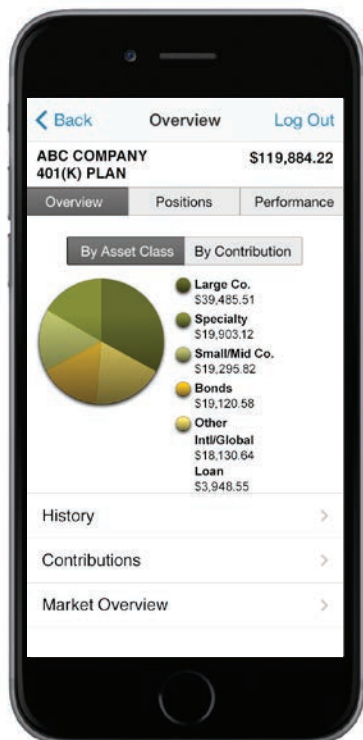 Back Overview Log Out
ABC COMPANY $119,884.22
401(K) PLAN
Overview Positions Performance
By Asset Class By Contribution
Large Co.
$39,485.51
Specialty
$19,903.12
Small/Mid Co.
$19,295.82
Bonds
$19,120.58
Other
Intl/Global
$18,130.64
Loan
$3,948.55
History
Contributions
Market Overview